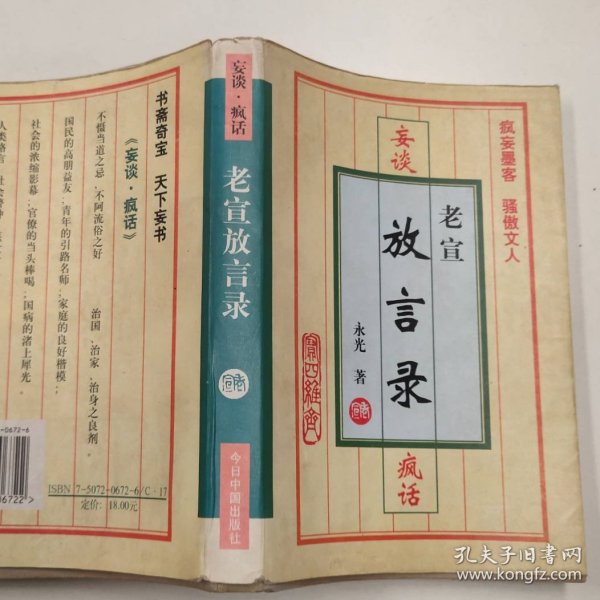 疯妄墨客 骚傲文人
妄谈
老宣
放言录
永光 著
疯话
妄谈·疯话
老宣放言录
今日中国出版社
书斋奇宝 天下妄书
《妄谈·疯话》
不慑当道之忌,不阿流俗之好
治国、治家,治身之良剂。
国民的高朋益友,青年的引路名师,家庭的良好楷模,
社会的浓缩影幕,官僚的当头棒喝,国病的渚上犀光。
-0672-6
06722>
ISBN 7-5072-0672-6/C·17
定价: 18.00元
孔夫子旧书网
www.kongfz.com